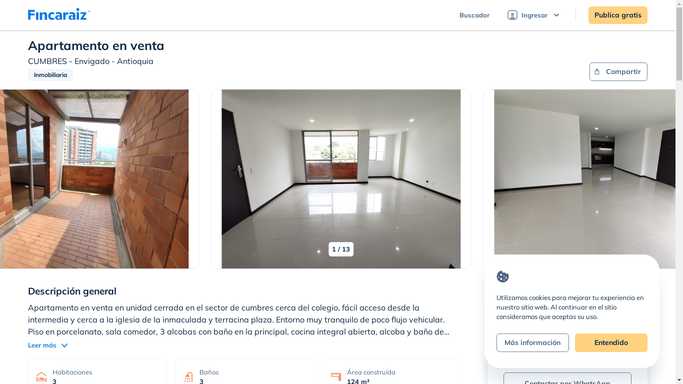 Fincaraiz
Buscador
Ingresar
Publica gratis
Apartamento en venta
CUMBRES - Envigado - Antioquia
Inmobiliaria
Compartir
1 / 13
Descripción general
Apartamento en venta en unidad cerrada en el sector de cumbres cerca del colegio, fácil acceso desde la
intermedia y cerca a la iglesia de la inmaculada y terracina plaza. Entorno muy tranquilo de poco flujo vehicular.
Piso en porcelanato, sala comedor, 3 alcobas con baño en la principal, cocina integral abierta, alcoba y baño de...
Leer más
Habitaciones
3
Baños
3
Área construida
124 m²
Utilizamos cookies para mejorar tu experiencia en
nuestro sitio web. Al continuar en el sitio
consideramos que aceptas su uso.
Más información
Entendido
Contactar por WhatsApp